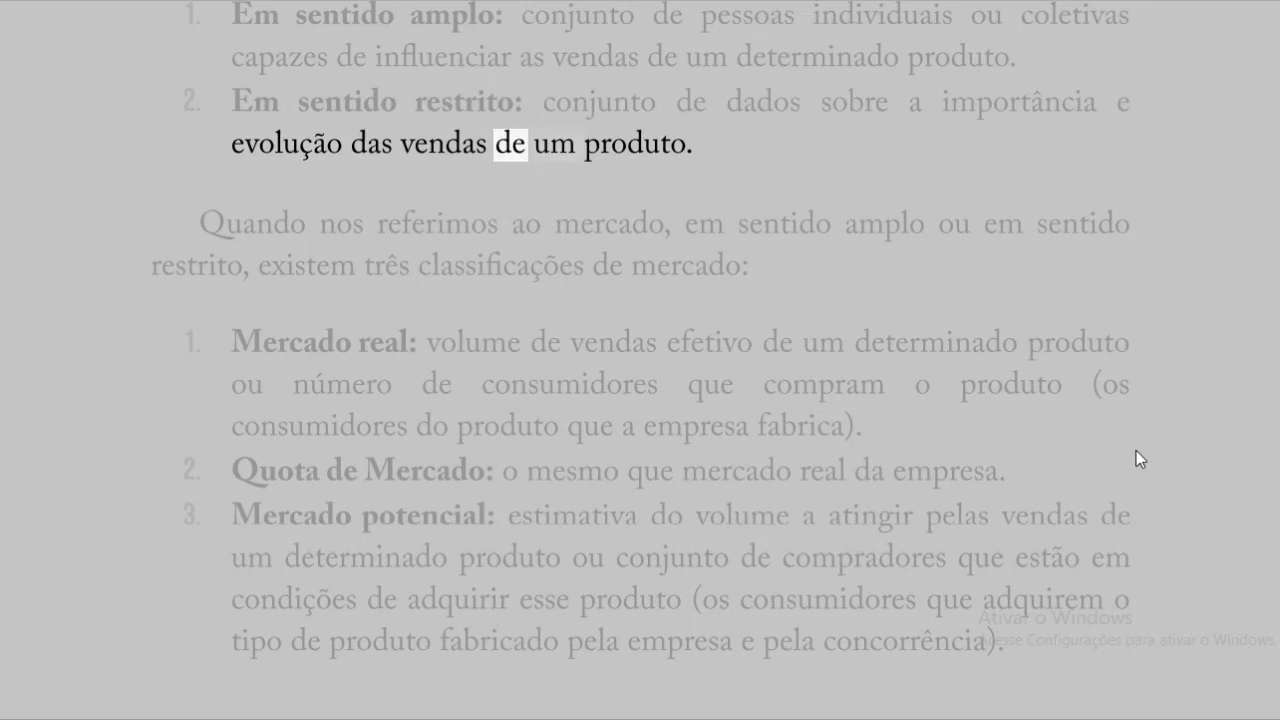 1. Em sentido amplo: conjunto de pessoas individuais ou coletivas
capazes de influenciar as vendas de um determinado produto.
2. Em sentido restrito: conjunto de dados sobre a importância e
evolução das vendas de um produto.
Quando nos referimos ao mercado, em sentido amplo ou em sentido
restrito, existem três classificações de mercado:
1. Mercado real: volume de vendas efetivo de um determinado produto
ou número de consumidores que compram o produto (os
consumidores do produto que a empresa fabrica).
2. Quota de Mercado: o mesmo que mercado real da empresa.
3. Mercado potencial: estimativa do volume a atingir pelas vendas de
um determinado produto ou conjunto de compradores que estão em
condições de adquirir esse produto (os consumidores que adquirem o
tipo de produto fabricado pela empresa e pela concorrência).
Ativar o Windows
Configurações para ativar o Windows.